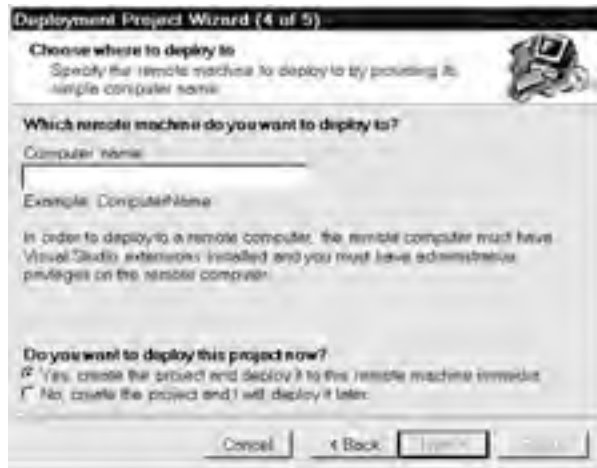 Deployment Project Wizard (4 of 5)
Choose where to deploy to
Specify the remote machine to deploy to by providing its
simple computer name.
Which remote machine do you want to deploy to?
Computer name:
Example: ComputerName
In order to deploy to a remote computer, the remote computer must have
Visual Studio extensions installed and you must have administrative
privileges on the remote computer.
Do you want to deploy this project now?
Yes, create the project and deploy it to this remote machine
No, create the project and I will deploy it later.
Cancel
< Back
Next >